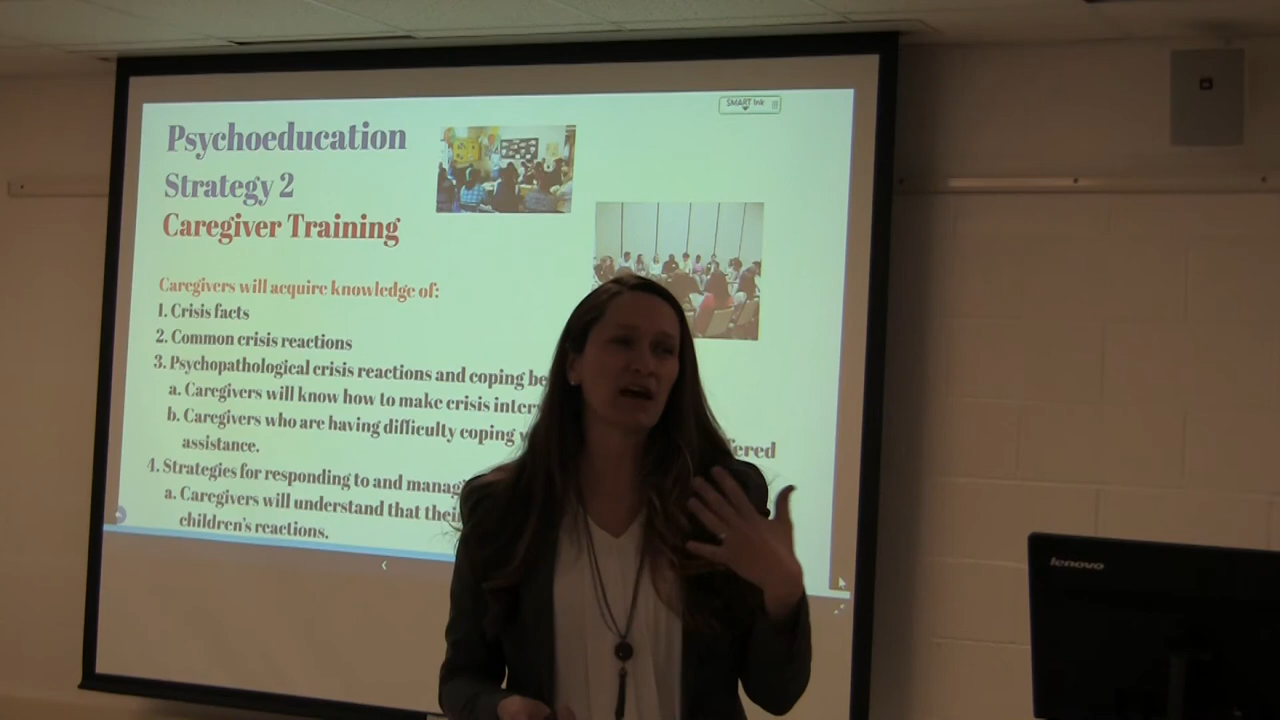 SMART Ink
Psychoeducation
Strategy 2
Caregiver Training
Caregivers will acquire knowledge of:
1. Crisis facts
2. Common crisis reactions
3. Psychopathological crisis reactions and coping be
a. Caregivers will know how to make crisis inter
b. Caregivers who are having difficulty coping fered
assistance.
4. Strategies for responding to and manag
a. Caregivers will understand that thei
children's reactions.
lenovo